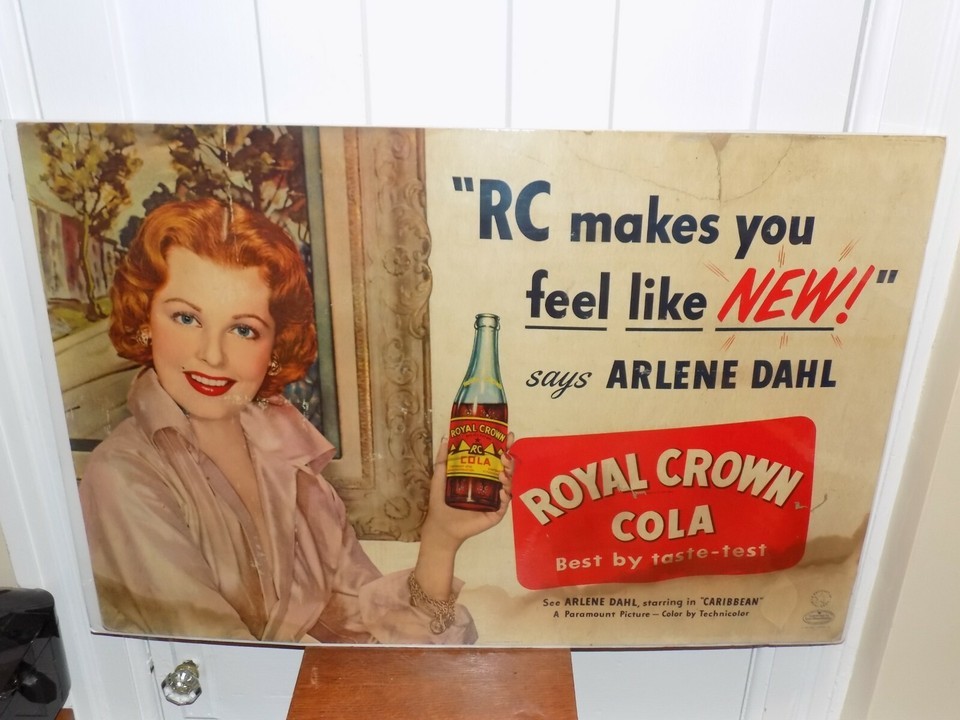 "RC makes you
feel like NEW!"
says ARLENE DAHL
ROYAL CROWN
RC
COLA
ROYAL CROWN
COLA
Best by taste-test
See ARLENE DAHL, starring in "CARIBBEAN"
A Paramount Picture — Color by Technicolor